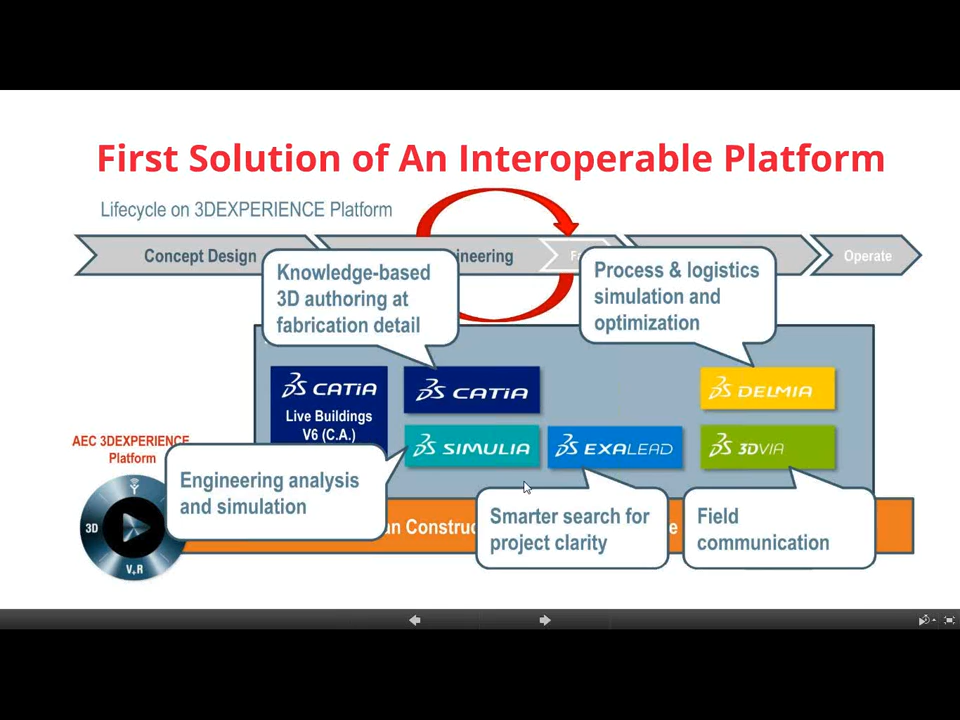 First Solution of An Interoperable Platform
Lifecycle on 3DEXPERIENCE Platform
Concept Design
Operate
Knowledge-based
3D authoring at
fabrication detail
Process & logistics
simulation and
optimization
CATIA
Live Buildings
V6 (C.A.)
CATIA
DELMIA
SIMULIA
EXALEAD
3DVIA
AEC 3DEXPERIENCE
Platform
3D
V+R
Engineering analysis
and simulation
Smarter search for
project clarity
Field
communication